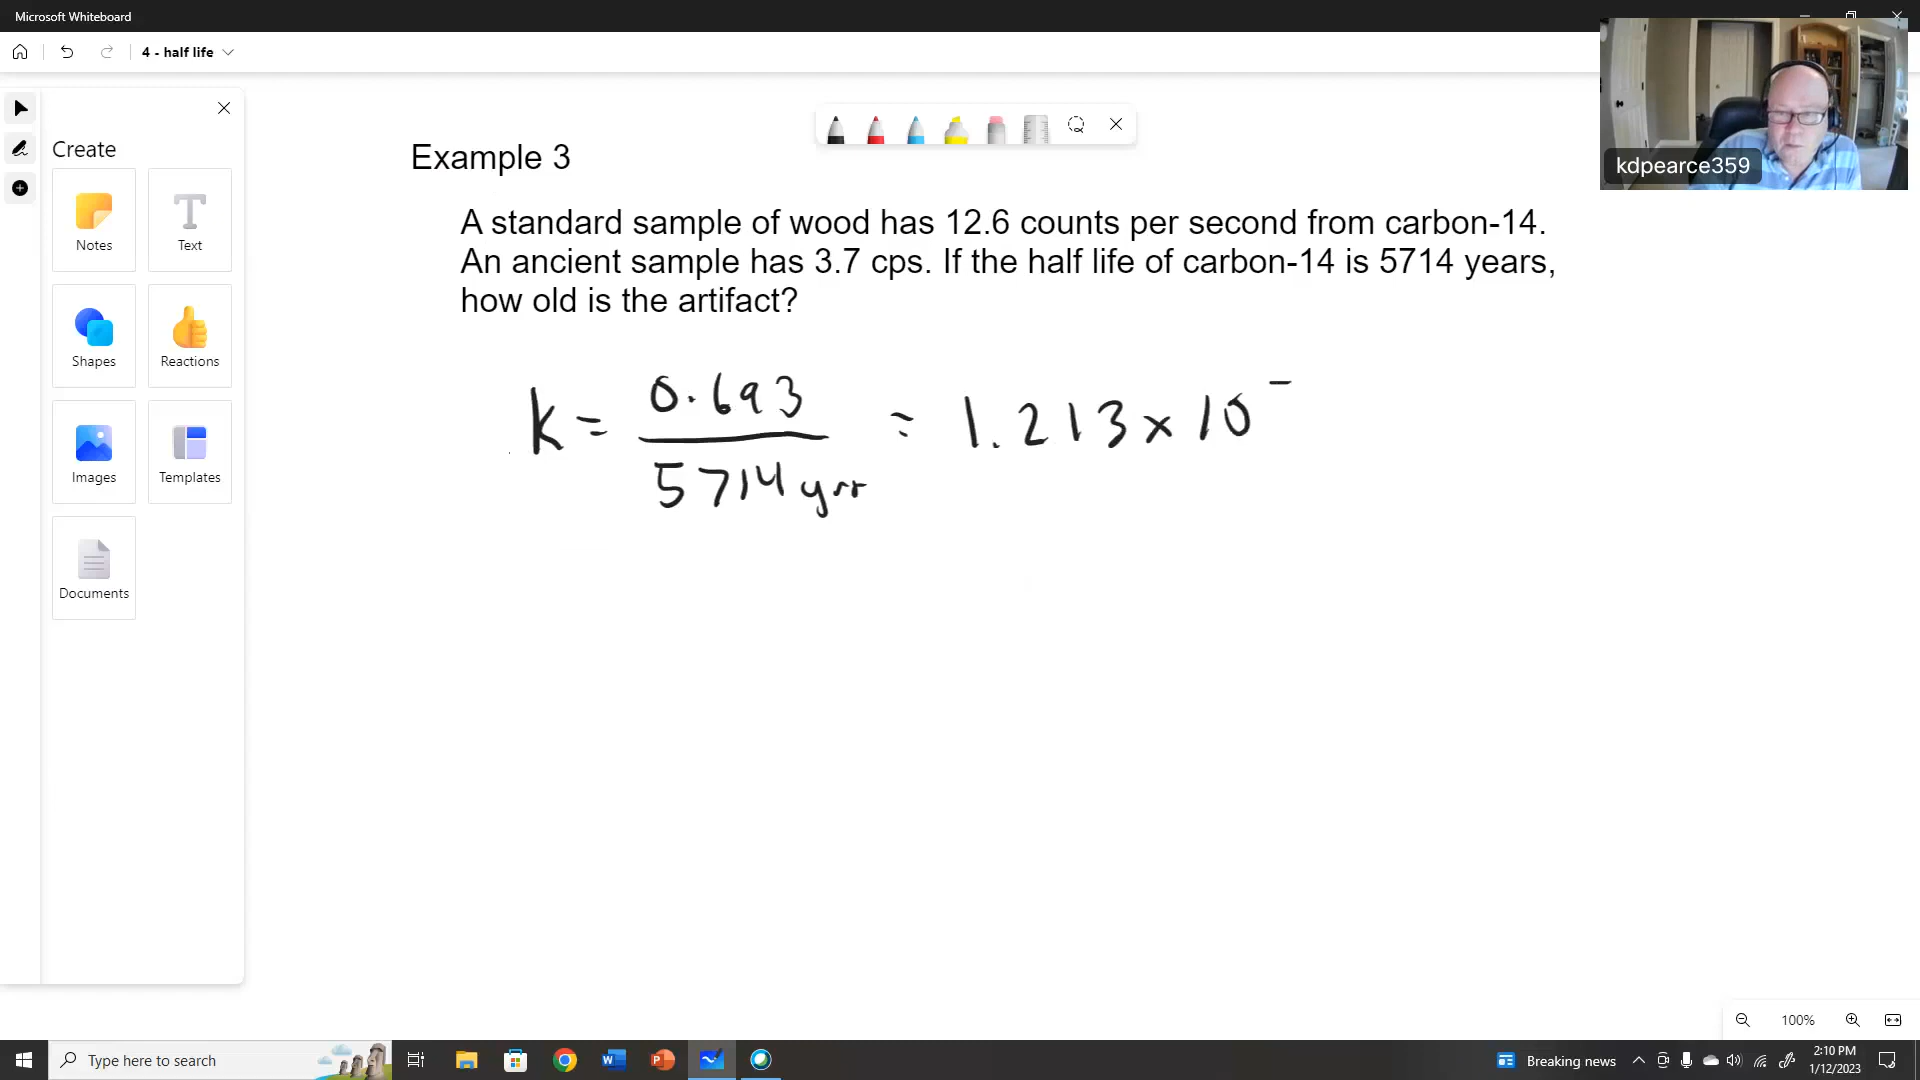 Microsoft Whiteboard
4 - half life
kdpearce359
Create
Notes
Text
Shapes
Reactions
Images
Templates
Documents
Example 3
A standard sample of wood has 12.6 counts per second from carbon-14.
An ancient sample has 3.7 cps. If the half life of carbon-14 is 5714 years,
how old is the artifact?
k = 0.693 / 5714 yrr = 1.213 x 10⁻
100%
Type here to search
Breaking news
2:10 PM
1/12/2023